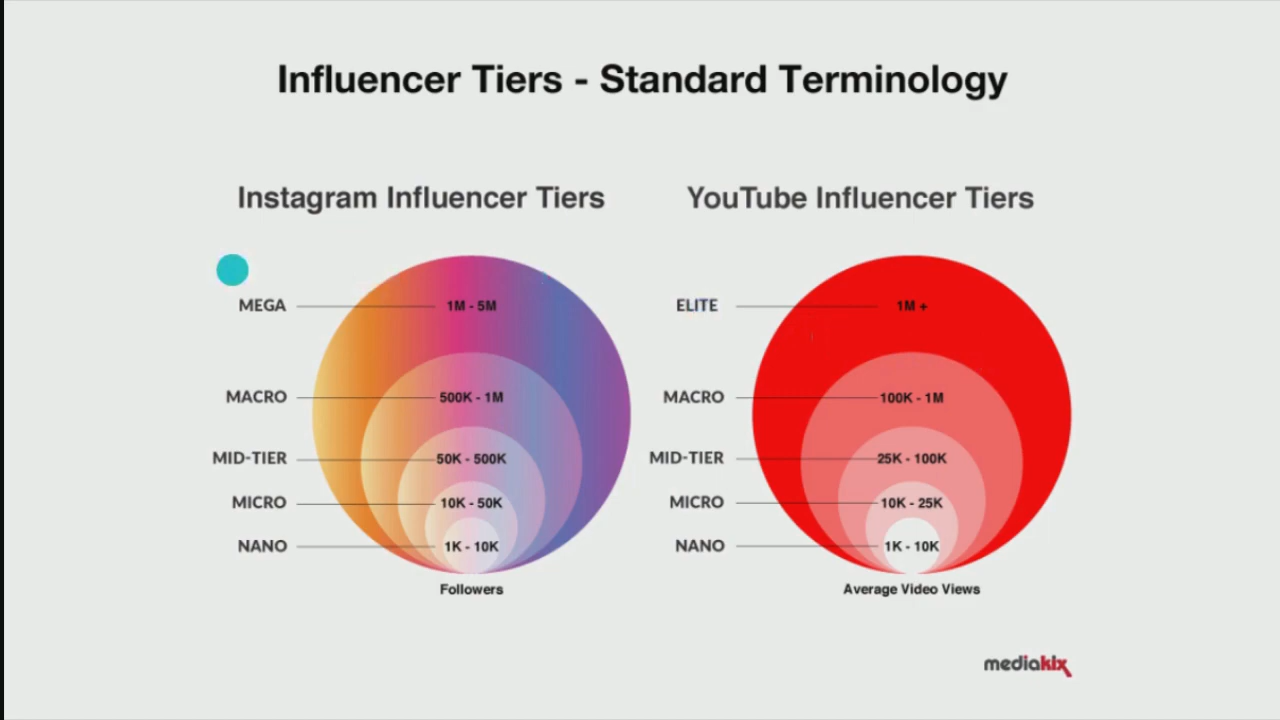 Influencer Tiers - Standard Terminology
Instagram Influencer Tiers
MEGA 1M - 5M
MACRO 500K - 1M
MID-TIER 50K - 500K
MICRO 10K - 50K
NANO 1K - 10K
Followers
YouTube Influencer Tiers
ELITE 1M +
MACRO 100K - 1M
MID-TIER 25K - 100K
MICRO 10K - 25K
NANO 1K - 10K
Average Video Views
mediakix